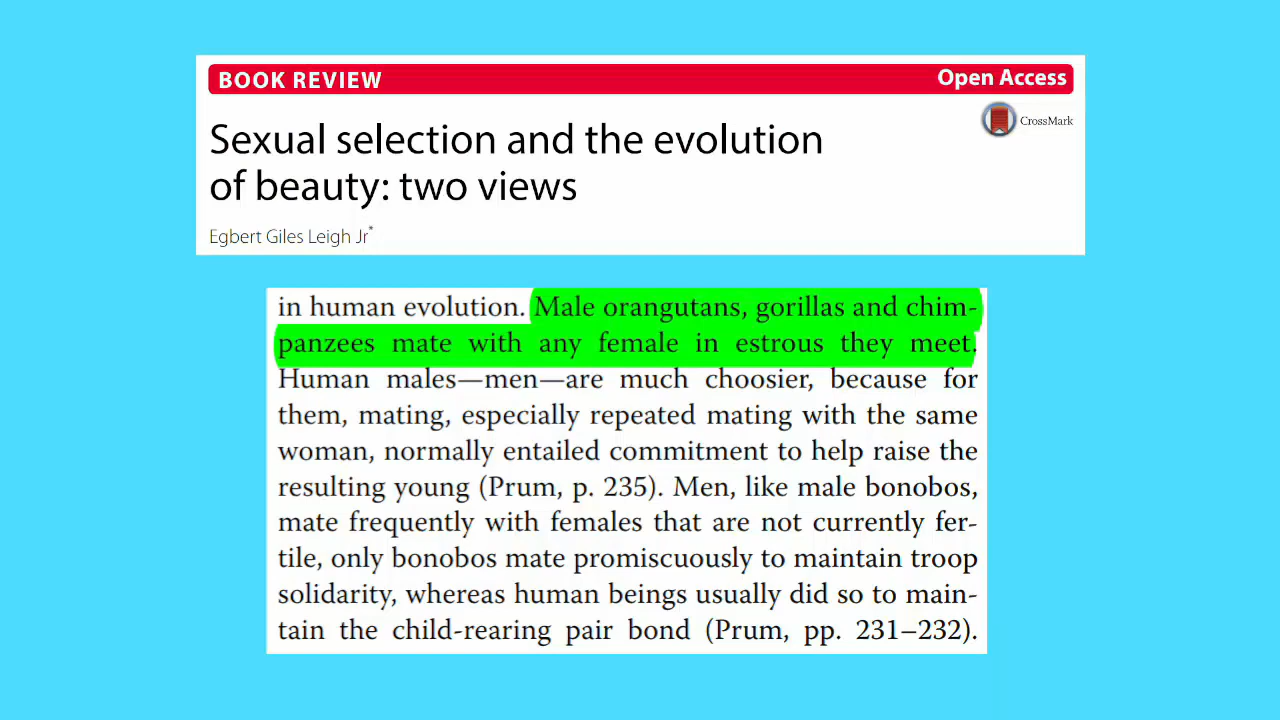 BOOK REVIEW
Open Access
CrossMark
Sexual selection and the evolution
of beauty: two views
Egbert Giles Leigh Jr*
in human evolution. Male orangutans, gorillas and chim-
panzees mate with any female in estrous they meet.
Human males—men—are much choosier, because for
them, mating, especially repeated mating with the same
woman, normally entailed commitment to help raise the
resulting young (Prum, p. 235). Men, like male bonobos,
mate frequently with females that are not currently fer-
tile, only bonobos mate promiscuously to maintain troop
solidarity, whereas human beings usually did so to main-
tain the child-rearing pair bond (Prum, pp. 231–232).